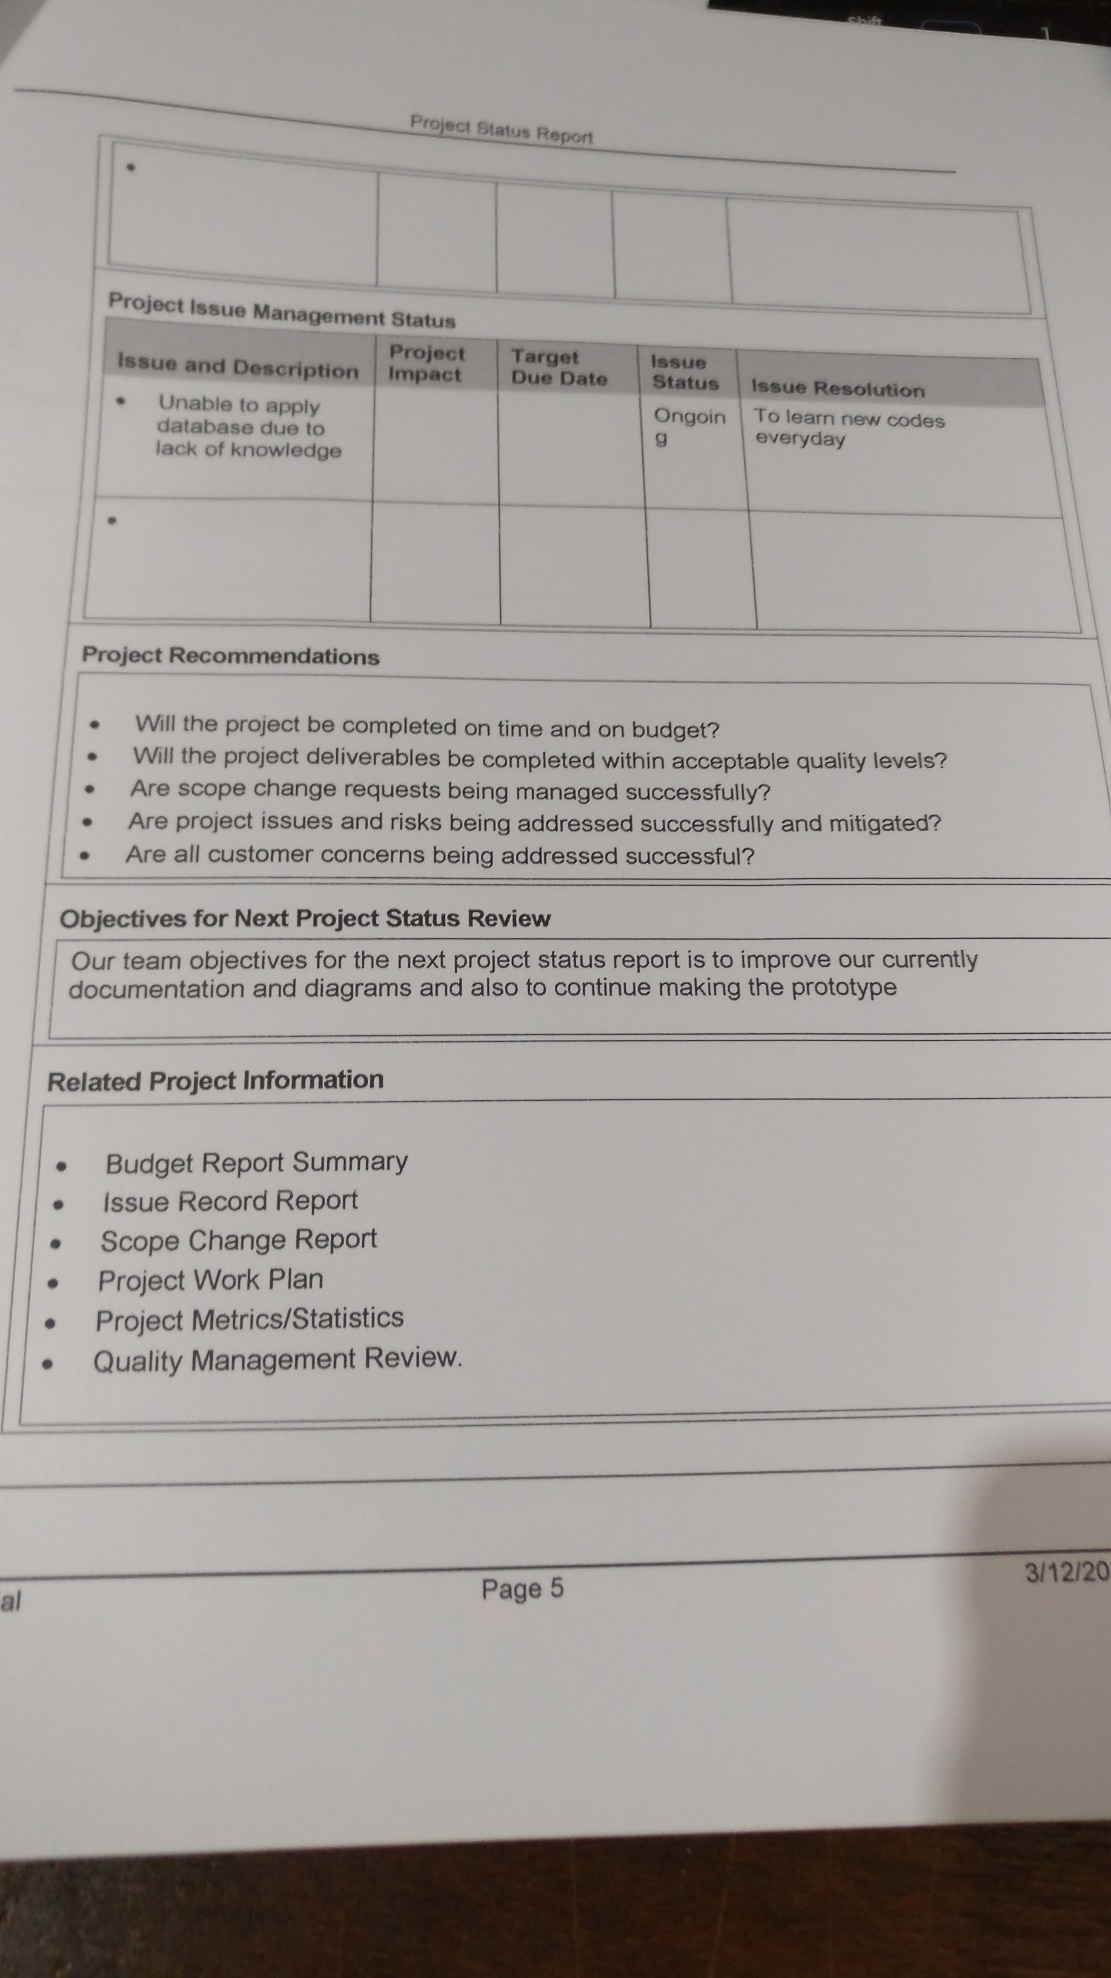 Shift
Project Status Report
•
Project Issue Management Status
Issue and Description
Project
Impact
Target
Due Date
Issue
Status
Issue Resolution
• Unable to apply
database due to
lack of knowledge
Ongoin
g
To learn new codes
everyday
•
Project Recommendations
• Will the project be completed on time and on budget?
• Will the project deliverables be completed within acceptable quality levels?
• Are scope change requests being managed successfully?
• Are project issues and risks being addressed successfully and mitigated?
• Are all customer concerns being addressed successful?
Objectives for Next Project Status Review
Our team objectives for the next project status report is to improve our currently
documentation and diagrams and also to continue making the prototype
Related Project Information
• Budget Report Summary
• Issue Record Report
• Scope Change Report
• Project Work Plan
• Project Metrics/Statistics
• Quality Management Review.
al
Page 5
3/12/20